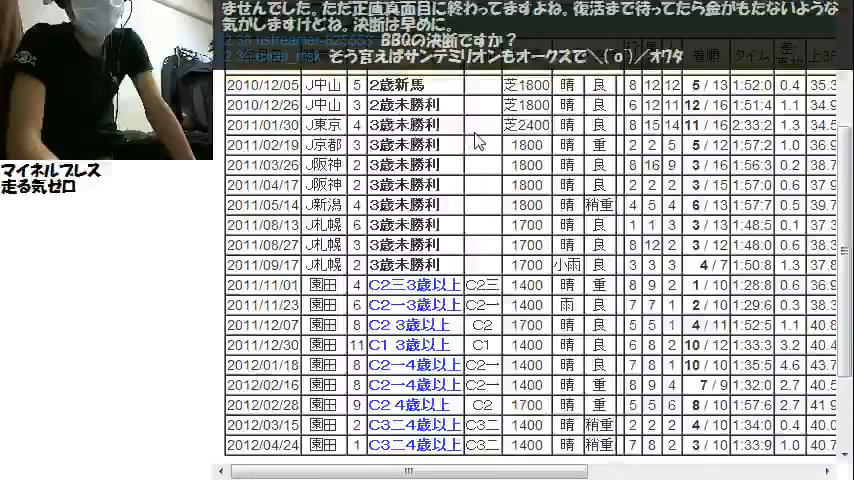 ませんでした。ただ正直真面目に終わってますよね。復活まで待ってたら金がもたないような
気がしますけどね。決断は早めに。
BBQの決断ですか？
そう言えばサンデミリオンもオークスで＼(^o^)／オワタ
着順 タイム 差 上3F
2010/12/05 J中山 5 2歳新馬 芝1800 晴 良 8 12 12 5 / 13 1:52:0 0.4 35.3
2010/12/26 J中山 3 2歳未勝利 芝1800 晴 良 6 12 11 12 / 16 1:51:4 1.1 34.9
2011/01/30 J東京 4 3歳未勝利 芝2400 晴 良 8 15 14 11 / 16 2:33:2 1.3 34.5
2011/02/19 J京都 3 3歳未勝利 1800 晴 重 2 2 5 5 / 12 1:57:2 1.0 36.9
2011/03/26 J阪神 2 3歳未勝利 1800 晴 良 8 16 9 3 / 16 1:56:3 0.2 38.7
2011/04/17 J阪神 2 3歳未勝利 1800 晴 良 2 2 2 3 / 15 1:57:0 0.6 37.9
2011/05/14 J新潟 4 3歳未勝利 1800 晴 稍重 4 5 4 6 / 13 1:57:7 0.5 39.7
2011/08/13 J札幌 6 3歳未勝利 1700 晴 良 1 1 3 3 / 13 1:48:5 0.1 37.3
2011/08/27 J札幌 3 3歳未勝利 1700 晴 良 8 12 2 3 / 12 1:48:0 0.6 38.3
2011/09/17 J札幌 2 3歳未勝利 1700 小雨 良 3 3 3 4 / 7 1:50:8 1.3 37.8
2011/11/01 園田 4 C2三3歳以上 C2三 1400 晴 重 8 9 2 1 / 10 1:28:8 0.6 36.9
2011/11/23 園田 6 C2一3歳以上 C2一 1400 雨 良 7 7 1 2 / 10 1:29:6 0.3 38.3
2011/12/07 園田 8 C2 3歳以上 C2 1700 晴 良 5 5 1 4 / 11 1:52:5 1.1 40.8
2011/12/30 園田 11 C1 3歳以上 C1 1400 晴 良 6 8 2 10 / 12 1:33:3 3.2 40.4
2012/01/18 園田 8 C2一4歳以上 C2一 1400 晴 良 7 8 1 10 / 10 1:35:5 4.6 43.7
2012/02/16 園田 8 C2一4歳以上 C2一 1400 晴 重 8 9 4 7 / 9 1:32:0 2.7 40.5
2012/02/28 園田 9 C2 4歳以上 C2 1700 晴 重 5 5 6 8 / 10 1:57:6 2.7 41.9
2012/03/15 園田 2 C3二4歳以上 C3二 1400 晴 稍重 2 2 2 4 / 10 1:34:0 0.4 40.0
2012/04/24 園田 1 C3二4歳以上 C3二 1400 晴 稍重 7 8 2 3 / 10 1:33:9 1.0 40.7
マイネルブレス
走る気ゼロ